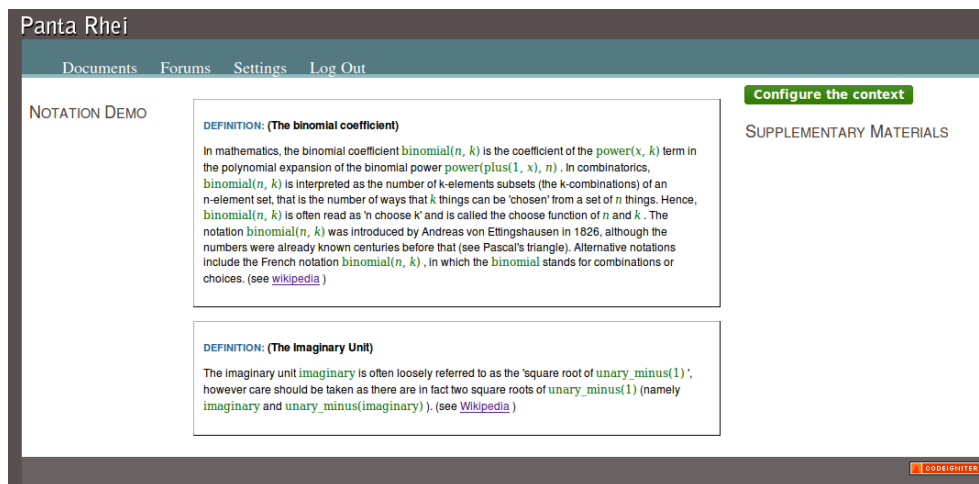 Panta Rhei
Documents Forums Settings Log Out
NOTATION DEMO
DEFINITION: (The binomial coefficient)
In mathematics, the binomial coefficient binomial(n, k) is the coefficient of the power(x, k) term in
the polynomial expansion of the binomial power power(plus(1, x), n) . In combinatorics,
binomial(n, k) is interpreted as the number of k-elements subsets (the k-combinations) of an
n-element set, that is the number of ways that k things can be 'chosen' from a set of n things. Hence,
binomial(n, k) is often read as 'n choose k' and is called the choose function of n and k . The
notation binomial(n, k) was introduced by Andreas von Ettingshausen in 1826, although the
numbers were already known centuries before that (see Pascal's triangle). Alternative notations
include the French notation binomial(n, k) , in which the binomial stands for combinations or
choices. (see wikipedia )
DEFINITION: (The Imaginary Unit)
The imaginary unit imaginary is often loosely referred to as the 'square root of unary_minus(1) ',
however care should be taken as there are in fact two square roots of unary_minus(1) (namely
imaginary and unary_minus(imaginary) ). (see Wikipedia )
Configure the context
SUPPLEMENTARY MATERIALS
CODEIGNITER